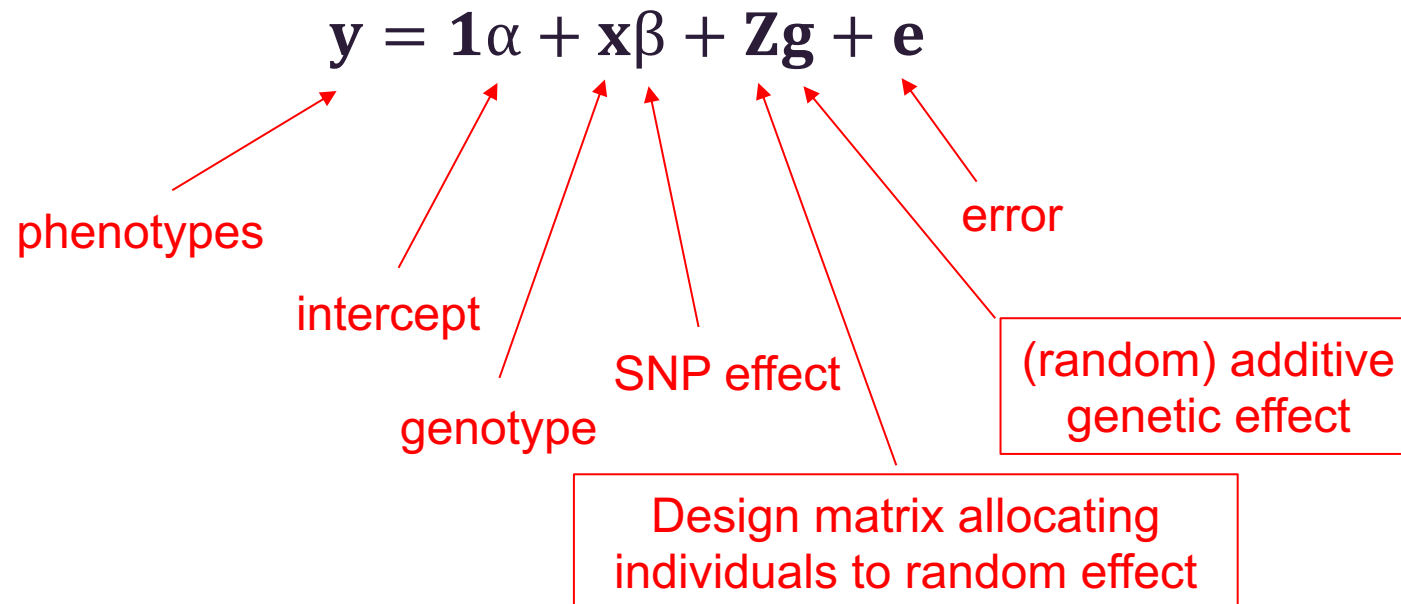 y = 1α + xβ + Zg + e
phenotypes
error
intercept
SNP effect
(random) additive
genetic effect
genotype
Design matrix allocating
individuals to random effect